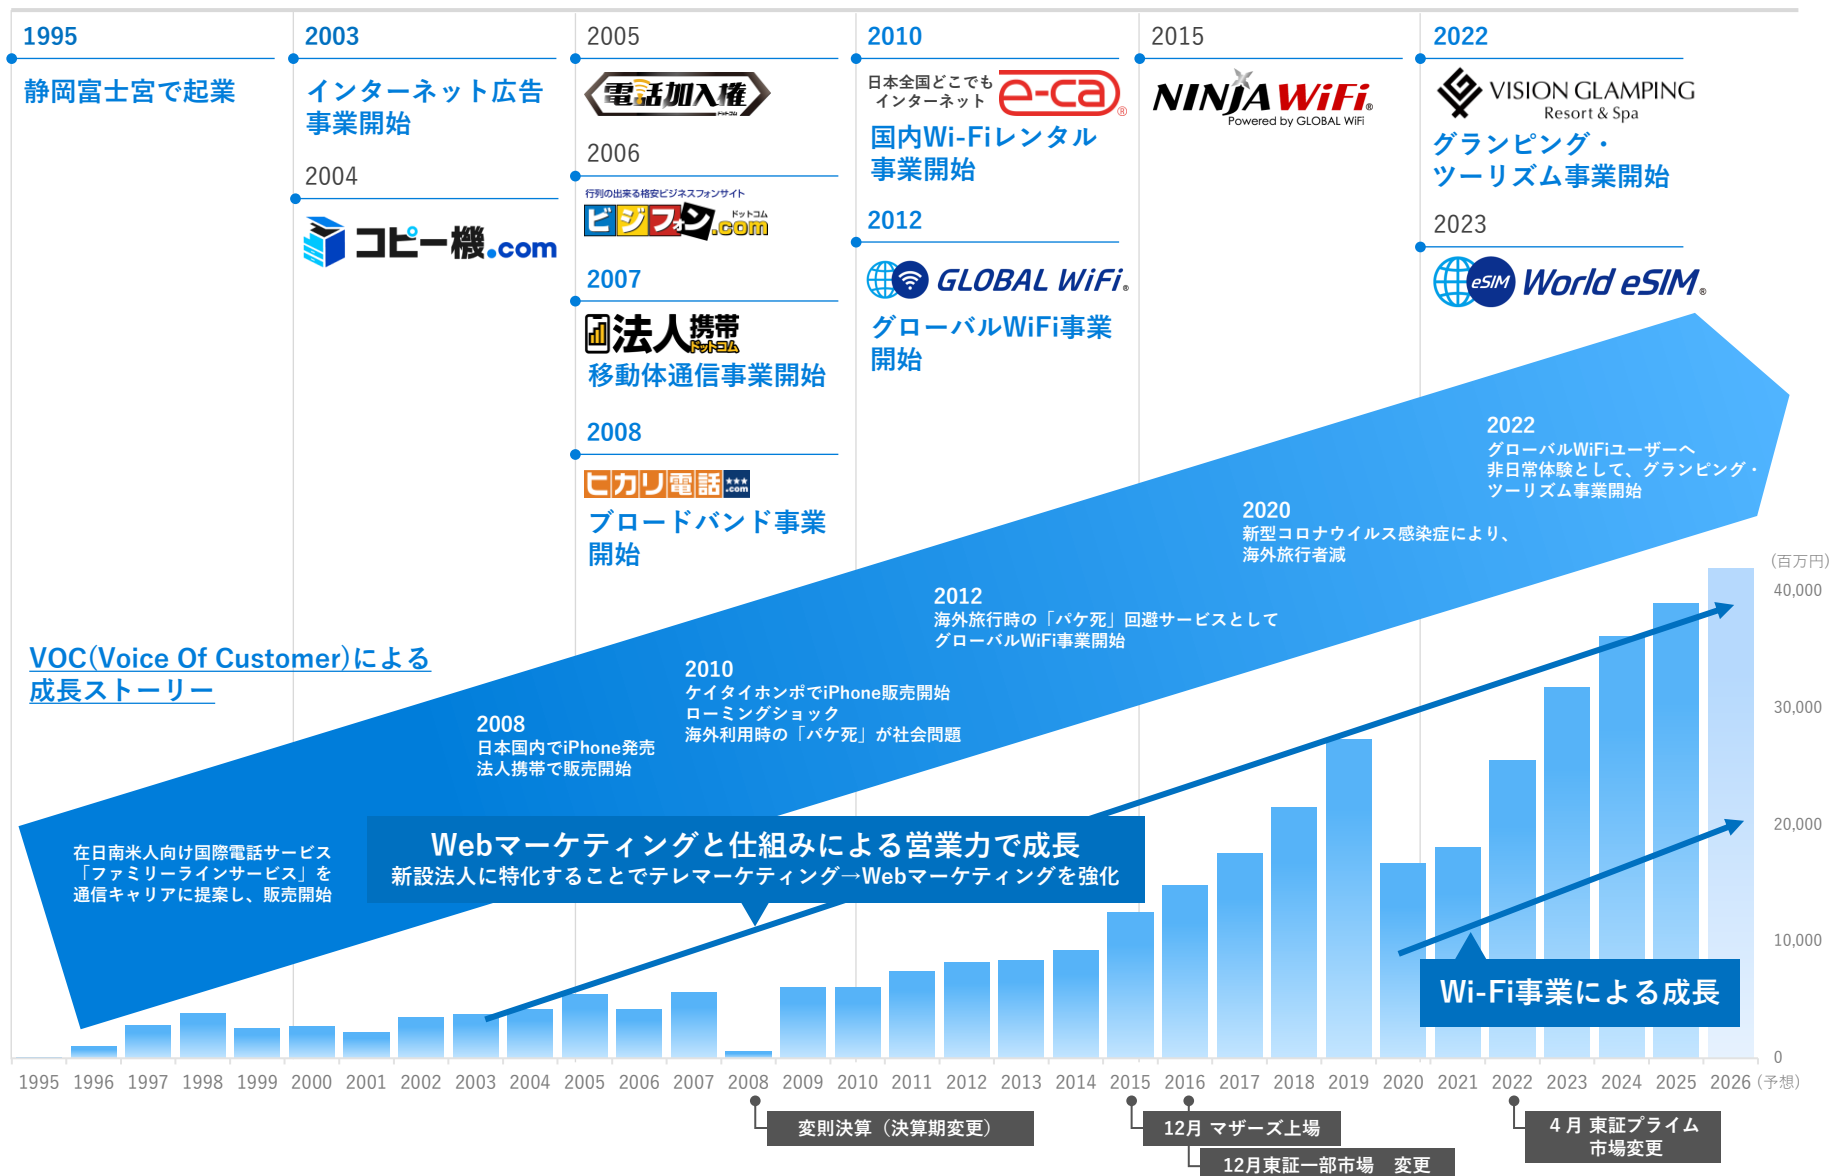 1995
静岡富士宮で起業
2003
インターネット広告
事業開始
2004
コピー機.com
2005
電話加入権
ドットコム
2006
行列の出来る格安ビジネスフォンサイト
ビジフォン.com
ドットコム
2007
法人携帯
ドットコム
移動体通信事業開始
2008
ヒカリ電話.com
ブロードバンド事業
開始
2010
日本全国どこでも
インターネット
e-ca®
国内Wi-Fiレンタル
事業開始
2012
GLOBAL WiFi®
グローバルWiFi事業
開始
2015
NINJA WiFi®
Powered by GLOBAL WiFi
2022
VISION GLAMPING
Resort & Spa
グランピング・
ツーリズム事業開始
2023
eSIM World eSIM®
VOC(Voice Of Customer)による
成長ストーリー
在日南米人向け国際電話サービス
「ファミリーラインサービス」を
通信キャリアに提案し、販売開始
2008
日本国内でiPhone発売
法人携帯で販売開始
2010
ケイタイホンポでiPhone販売開始
ローミングショック
海外利用時の「パケ死」が社会問題
2012
海外旅行時の「パケ死」回避サービスとして
グローバルWiFi事業開始
2020
新型コロナウイルス感染症により、
海外旅行者減
2022
グローバルWiFiユーザーへ
非日常体験として、グランピング・
ツーリズム事業開始
Webマーケティングと仕組みによる営業力で成長
新設法人に特化することでテレマーケティング→Webマーケティングを強化
Wi-Fi事業による成長
(百万円)
40,000
30,000
20,000
10,000
0
1995 1996 1997 1998 1999 2000 2001 2002 2003 2004 2005 2006 2007 2008 2009 2010 2011 2012 2013 2014 2015 2016 2017 2018 2019 2020 2021 2022 2023 2024 2025 2026 (予想)
変則決算（決算期変更）
12月 マザーズ上場
12月東証一部市場　変更
4月 東証プライム
市場変更